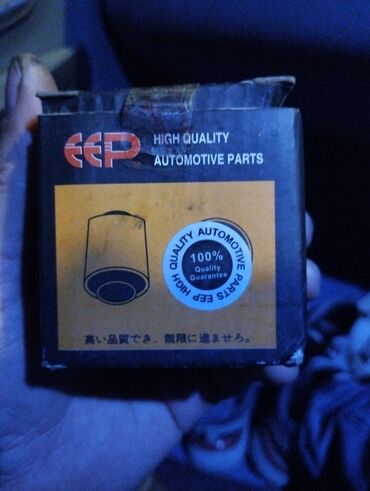 EEP
HIGH QUALITY
AUTOMOTIVE PARTS
HIGH QUALITY AUTOMOTIVE PARTS EEP
100%
Quality
Guarantee
高い品質でき、無限に進ませろ。